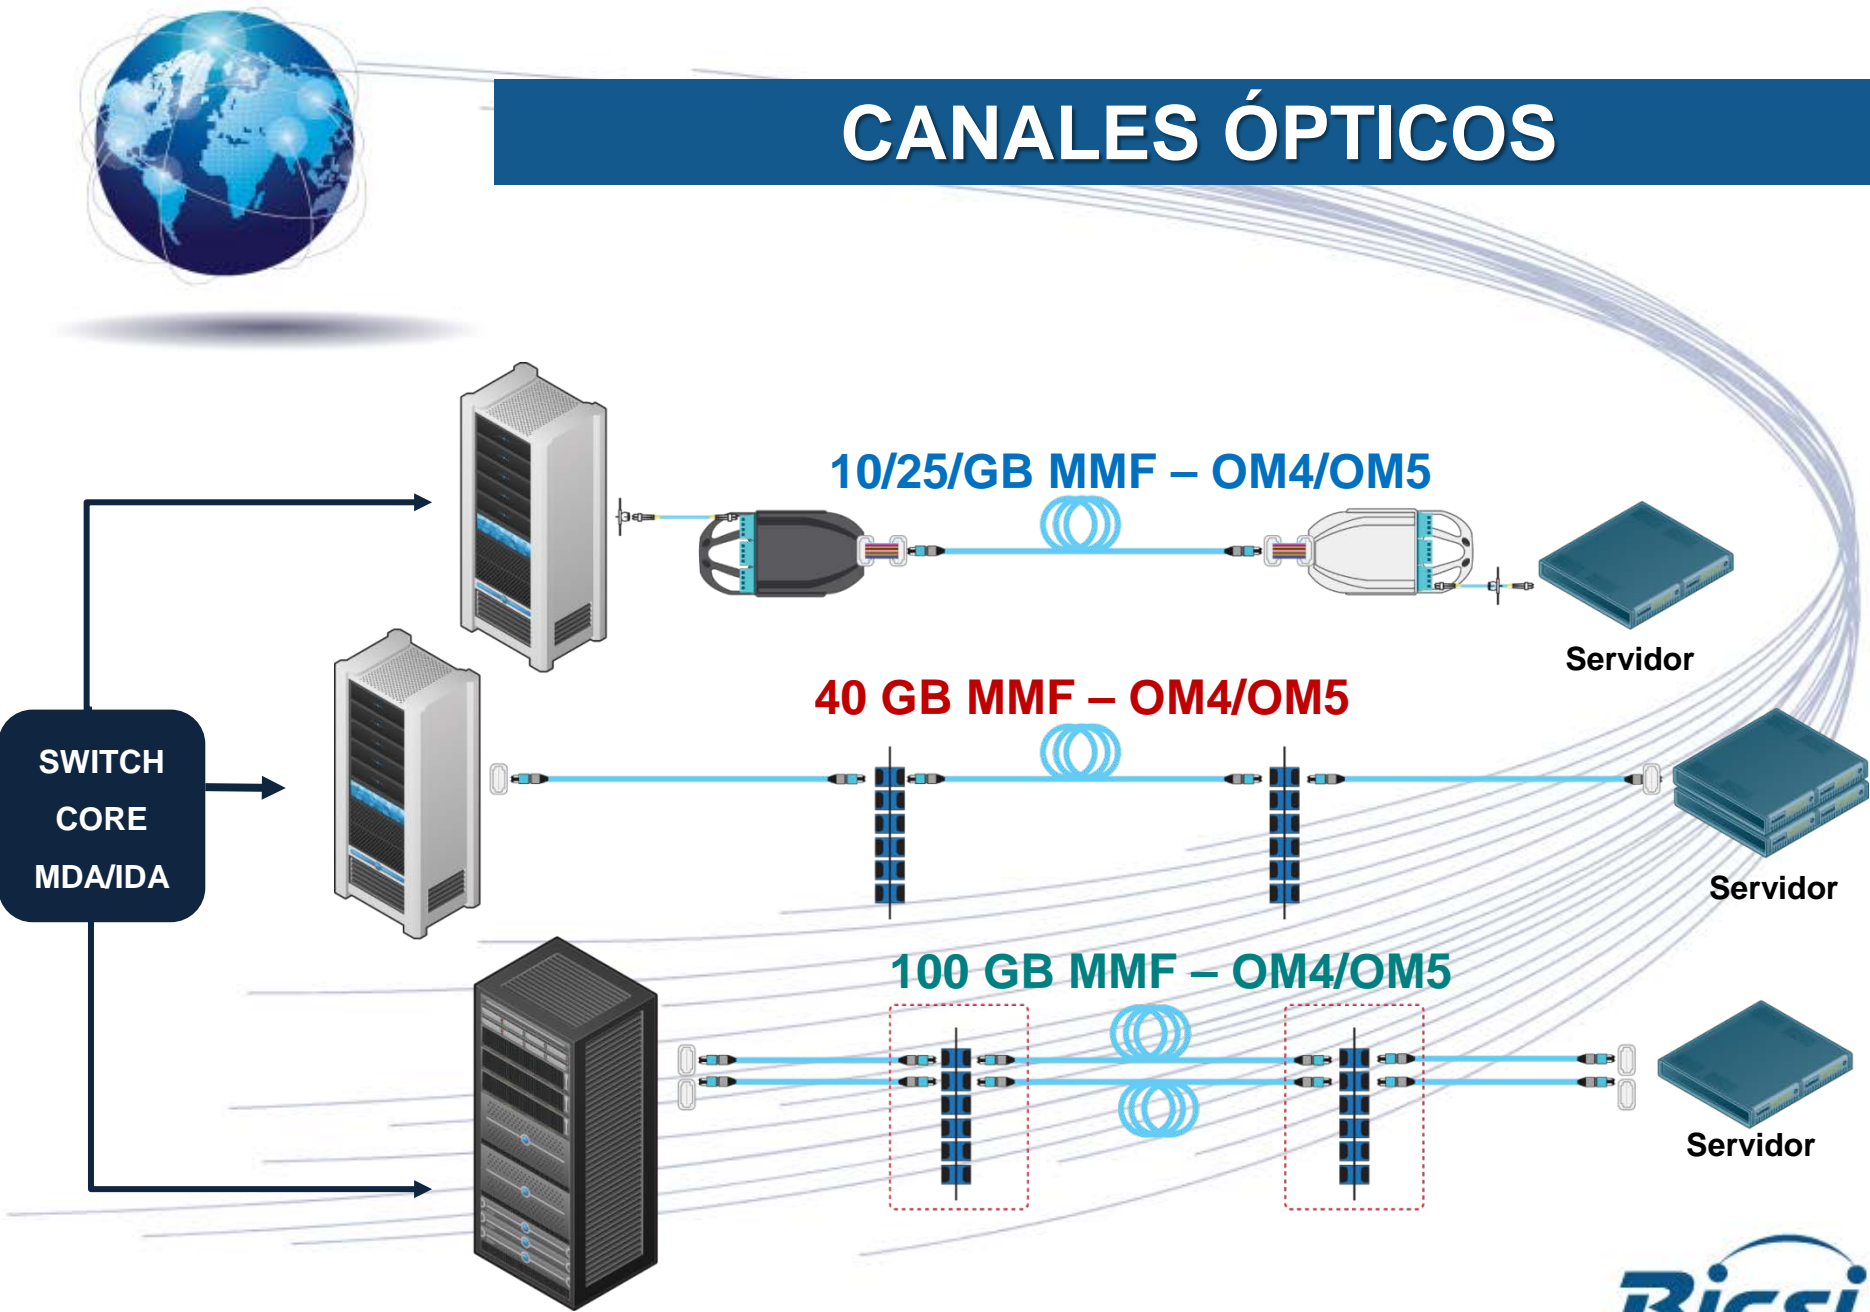 CANALES ÓPTICOS
10/25/GB MMF – OM4/OM5
Servidor
40 GB MMF – OM4/OM5
SWITCH
CORE
MDA/IDA
Servidor
100 GB MMF – OM4/OM5
Servidor
Bicsi